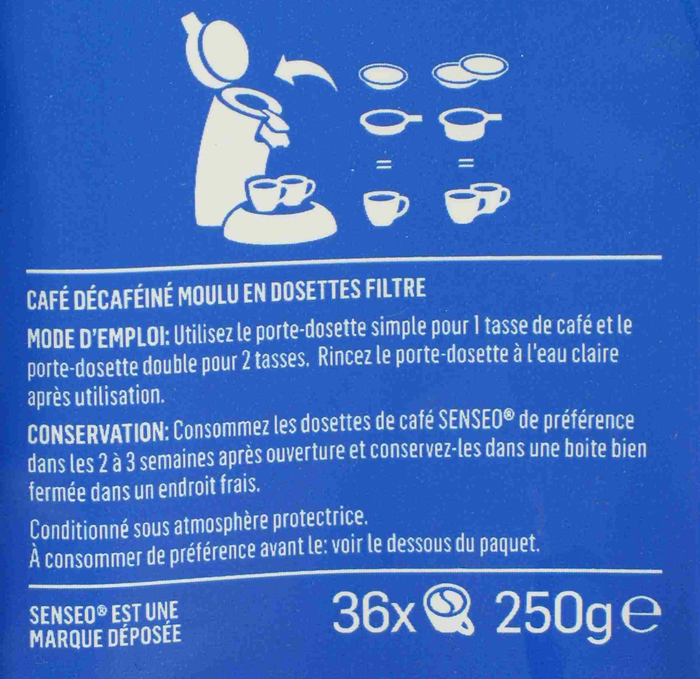 =
=
CAFÉ DÉCAFÉINÉ MOULU EN DOSETTES FILTRE
MODE D'EMPLOI: Utilisez le porte-dosette simple pour 1 tasse de café et le
porte-dosette double pour 2 tasses. Rincez le porte-dosette à l'eau claire
après utilisation.
CONSERVATION: Consommez les dosettes de café SENSEO® de préférence
dans les 2 à 3 semaines après ouverture et conservez-les dans une boite bien
fermée dans un endroit frais.
Conditionné sous atmosphère protectrice.
À consommer de préférence avant le: voir le dessous du paquet.
SENSEO® EST UNE
MARQUE DÉPOSÉE
36x 250g ℮